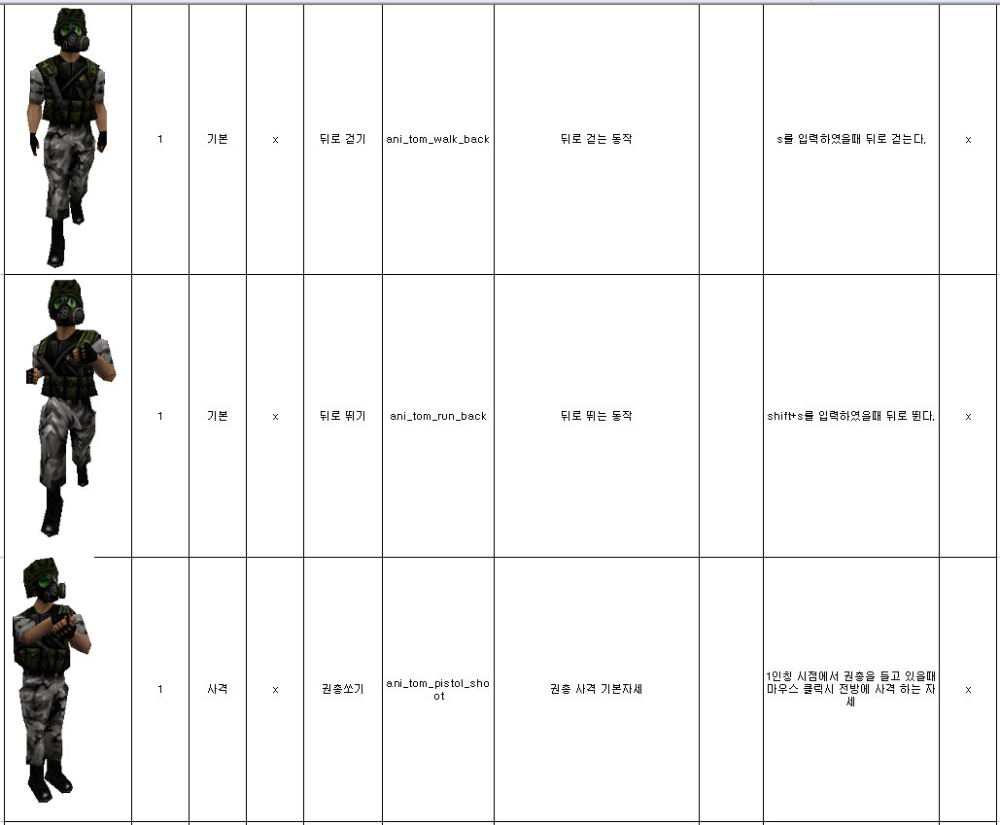 1 기본 x 뒤로 걷기 ani_tom_walk_back 뒤로 걷는 동작 s를 입력하였을때 뒤로 걷는다. x
1 기본 x 뒤로 뛰기 ani_tom_run_back 뒤로 뛰는 동작 shift+s를 입력하였을때 뒤로 뛴다. x
1 사격 x 권총쏘기 ani_tom_pistol_sho
ot 권총 사격 기본자세 1인칭 시점에서 권총을 들고 있을때
마우스 클릭시 전방에 사격 하는 자
세 x